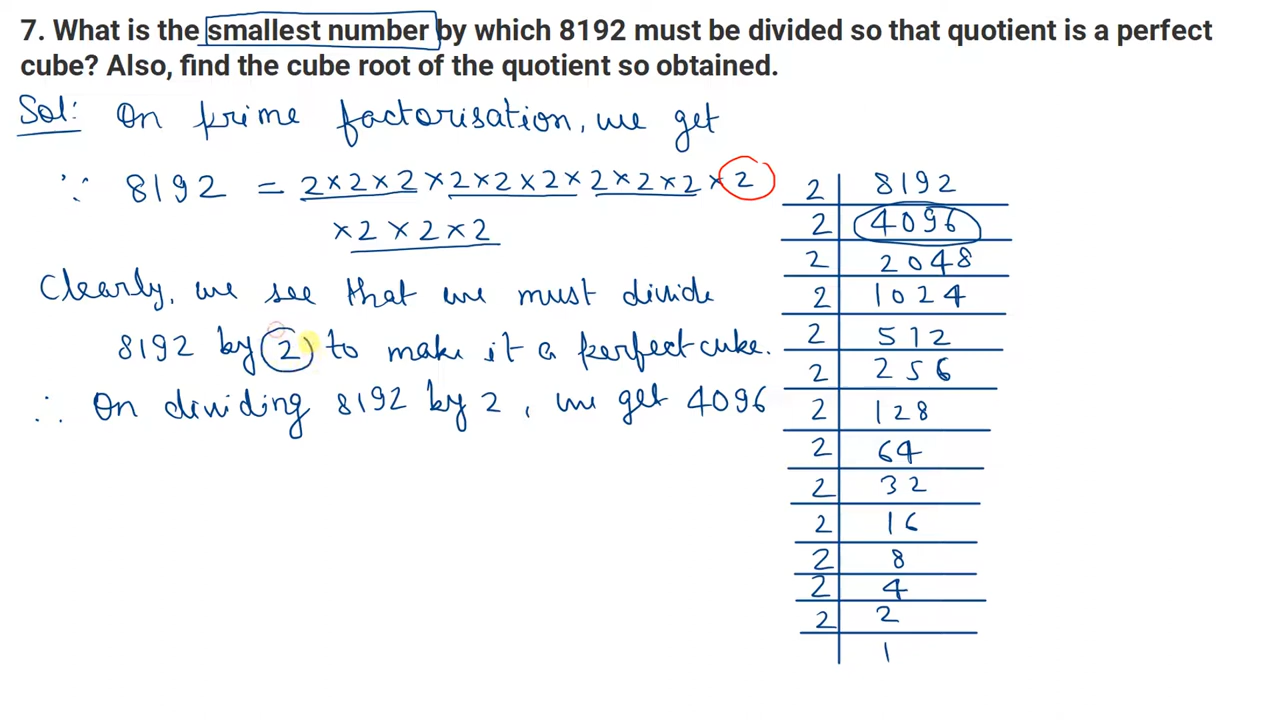 7. What is the smallest number by which 8192 must be divided so that quotient is a perfect
cube? Also, find the cube root of the quotient so obtained.
Sol: On prime factorisation, we get
∵ 8192 = 2×2×2×2×2×2×2×2×2×2
×2×2×2
Clearly, we see that we must divide
8192 by 2 to make it a perfect cube.
∴ On dividing 8192 by 2, we get 4096
2 8192
2 4096
2 2048
2 1024
2 512
2 256
2 128
2 64
2 32
2 16
2 8
2 4
2 2
1